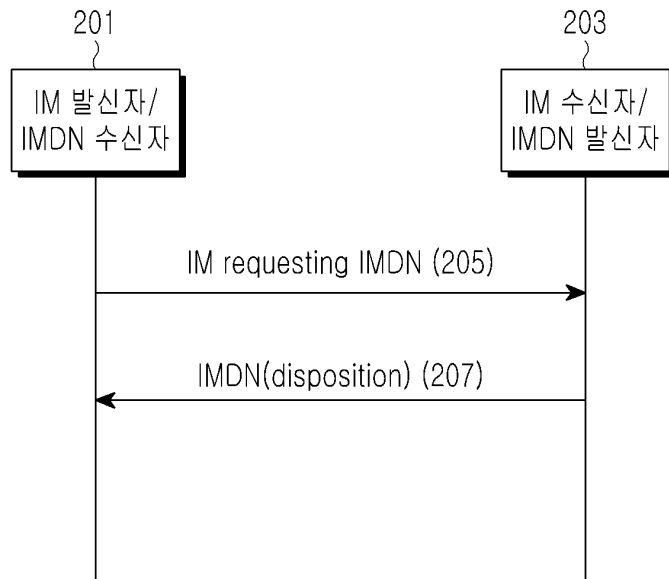 201
203
IM 발신자/
IMDN 수신자
IM 수신자/
IMDN 발신자
IM requesting IMDN (205)
IMDN(disposition) (207)